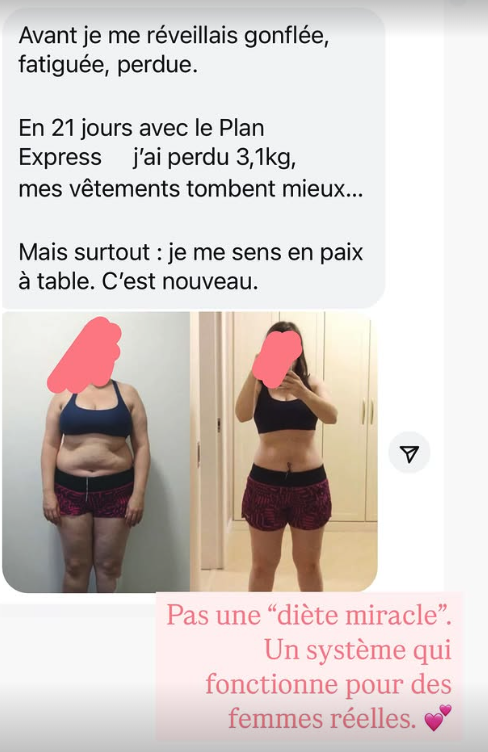 Avant je me réveillais gonflée,
fatiguée, perdue.
En 21 jours avec le Plan
Express j’ai perdu 3,1kg,
mes vêtements tombent mieux...
Mais surtout : je me sens en paix
à table. C’est nouveau.
Pas une “diète miracle”.
Un système qui
fonctionne pour des
femmes réelles. 💕